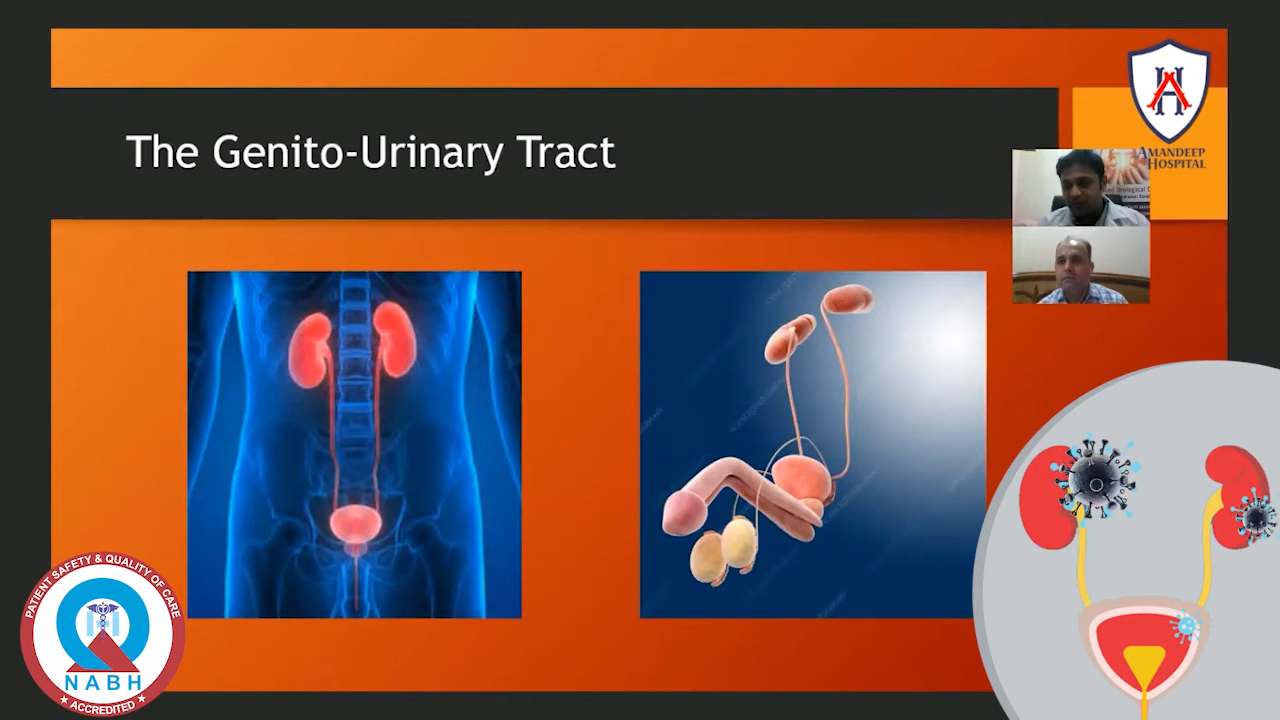 The Genito-Urinary Tract
AMANDEEP
HOSPITAL
PATIENT SAFETY & QUALITY OF CARE
NABH
★ ACCREDITED ★